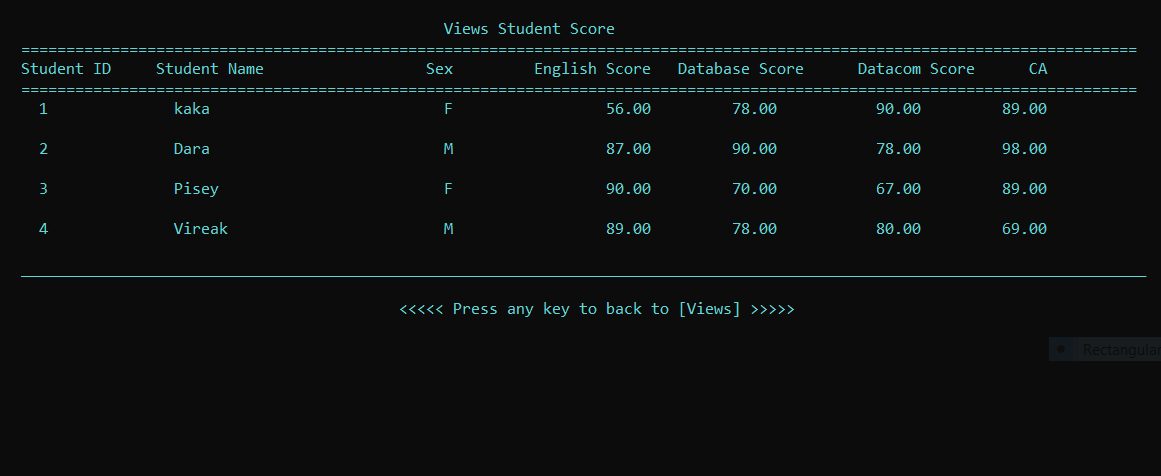 Views Student Score
============================================================================================================================
Student ID Student Name Sex English Score Database Score Datacom Score CA
============================================================================================================================
1 kaka F 56.00 78.00 90.00 89.00
2 Dara M 87.00 90.00 78.00 98.00
3 Pisey F 90.00 70.00 67.00 89.00
4 Vireak M 89.00 78.00 80.00 69.00
<<<<< Press any key to back to [Views] >>>>>